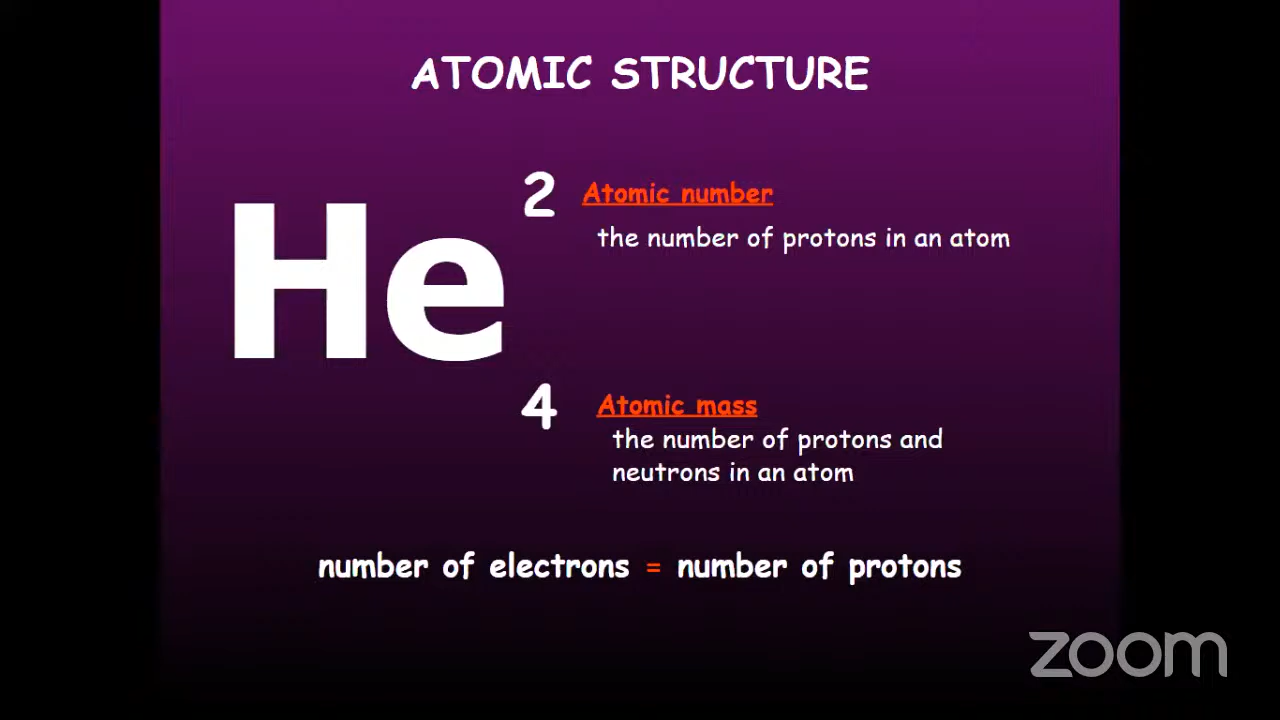 ATOMIC STRUCTURE
He
2
Atomic number
the number of protons in an atom
4
Atomic mass
the number of protons and
neutrons in an atom
number of electrons = number of protons
zoom